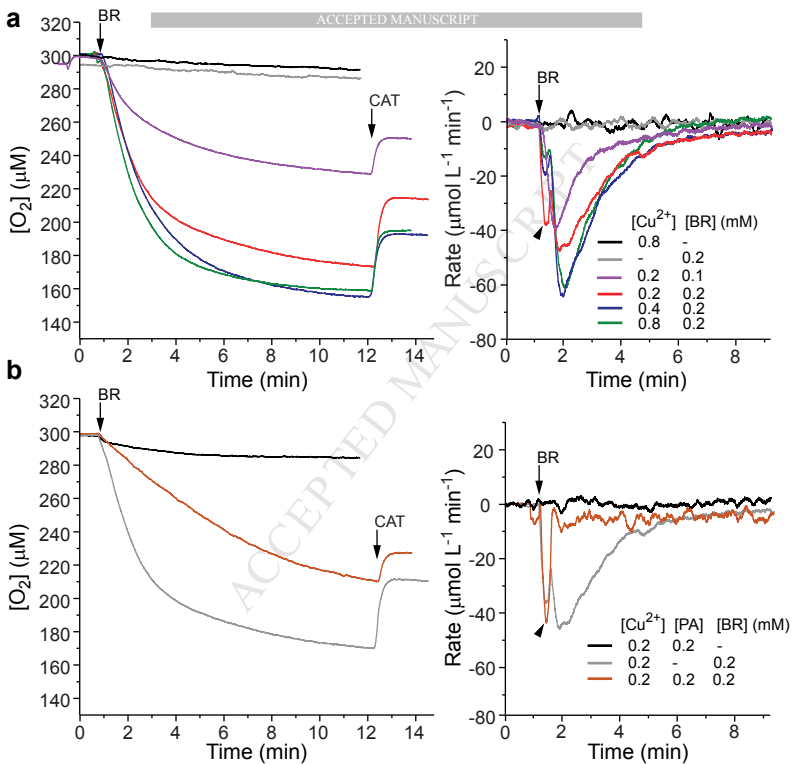 ACCEPTED MANUSCRIPT
a
BR
CAT
320
300
280
260
240
220
200
180
160
140
[O2] (μM)
0 2 4 6 8 10 12 14
Time (min)
BR
20
0
-20
-40
-60
-80
Rate (μmol L-1 min-1)
[Cu2+] [BR] (mM)
0.8 -
- 0.2
0.2 0.1
0.2 0.2
0.4 0.2
0.8 0.2
0 2 4 6 8
Time (min)
ACCEPTED MANUSCRIPT
b
BR
CAT
320
300
280
260
240
220
200
180
160
140
[O2] (μM)
0 2 4 6 8 10 12 14
Time (min)
BR
20
0
-20
-40
-60
-80
Rate (μmol L-1 min-1)
[Cu2+] [PA] [BR] (mM)
0.2 0.2 -
0.2 - 0.2
0.2 0.2 0.2
0 2 4 6 8
Time (min)